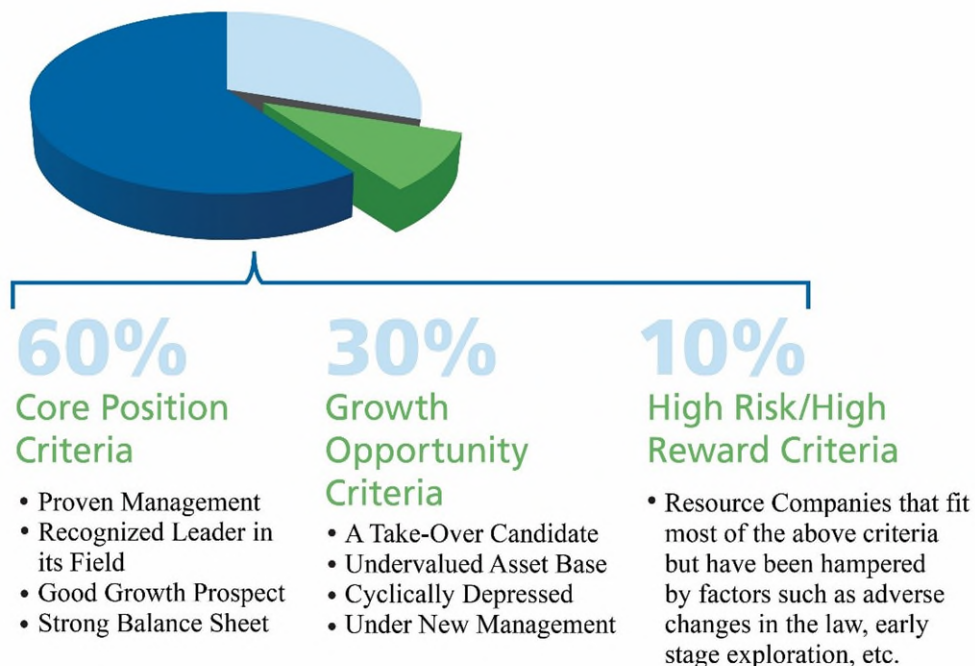 60%
Core Position
Criteria
• Proven Management
• Recognized Leader in
its Field
• Good Growth Prospect
• Strong Balance Sheet
30%
Growth
Opportunity
Criteria
• A Take-Over Candidate
• Undervalued Asset Base
• Cyclically Depressed
• Under New Management
10%
High Risk/High
Reward Criteria
• Resource Companies that fit
most of the above criteria
but have been hampered
by factors such as adverse
changes in the law, early
stage exploration, etc.